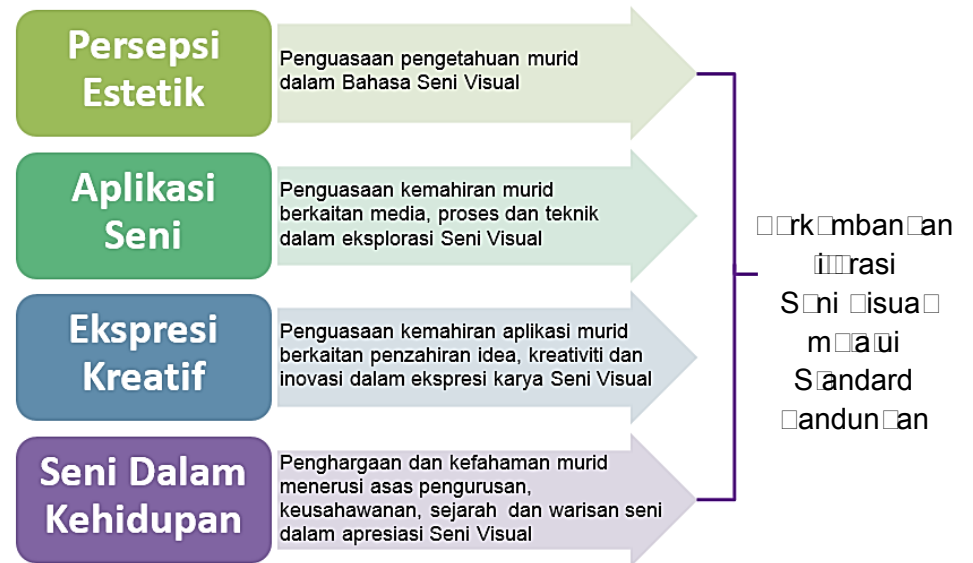 Persepsi
Estetik
Penguasaan pengetahuan murid
dalam Bahasa Seni Visual
Aplikasi
Seni
Penguasaan kemahiran murid
berkaitan media, proses dan teknik
dalam eksplorasi Seni Visual
Ekspresi
Kreatif
Penguasaan kemahiran aplikasi murid
berkaitan penzahiran idea, kreativiti dan
inovasi dalam ekspresi karya Seni Visual
Seni Dalam
Kehidupan
Penghargaan dan kefahaman murid
menerusi asas pengurusan,
keusahawanan, sejarah dan warisan seni
dalam apresiasi Seni Visual